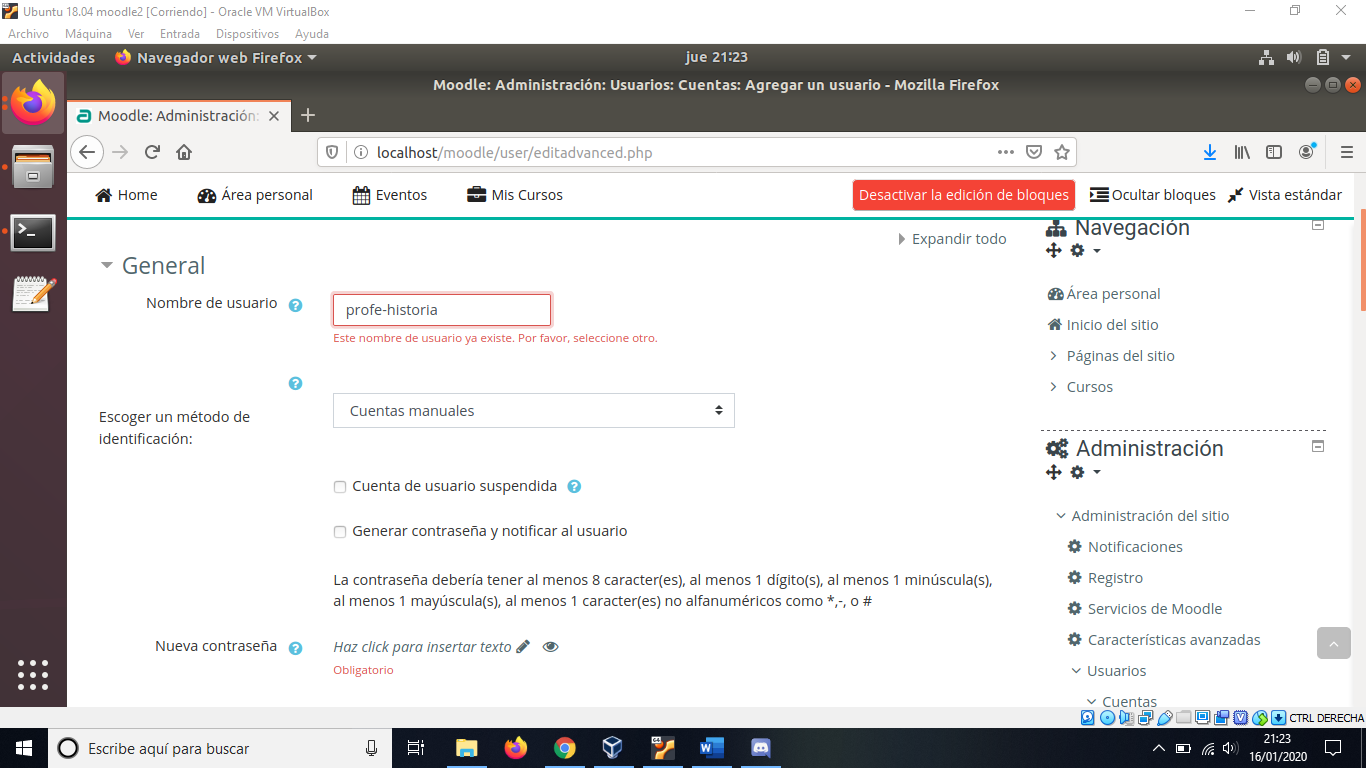 Ubuntu 18.04 moodle2 [Corriendo] - Oracle VM VirtualBox
Archivo Máquina Ver Entrada Dispositivos Ayuda
Actividades Navegador web Firefox jue 21:23
Moodle: Administración: Usuarios: Cuentas: Agregar un usuario - Mozilla Firefox
Moodle: Administración:
localhost/moodle/user/editadvanced.php
Home Área personal Eventos Mis Cursos Desactivar la edición de bloques Ocultar bloques Vista estándar
Expandir todo
General
Nombre de usuario
profe-historia
Este nombre de usuario ya existe. Por favor, seleccione otro.
Escoger un método de
identificación:
Cuentas manuales
Cuenta de usuario suspendida
Generar contraseña y notificar al usuario
La contraseña debería tener al menos 8 caracter(es), al menos 1 dígito(s), al menos 1 minúscula(s),
al menos 1 mayúscula(s), al menos 1 caracter(es) no alfanuméricos como *,-, o #
Nueva contraseña
Haz click para insertar texto
Obligatorio
Navegación
Área personal
Inicio del sitio
Páginas del sitio
Cursos
Administración
Administración del sitio
Notificaciones
Registro
Servicios de Moodle
Características avanzadas
Usuarios
Cuentas
CTRL DERECHA
Escribe aquí para buscar
21:23
16/01/2020